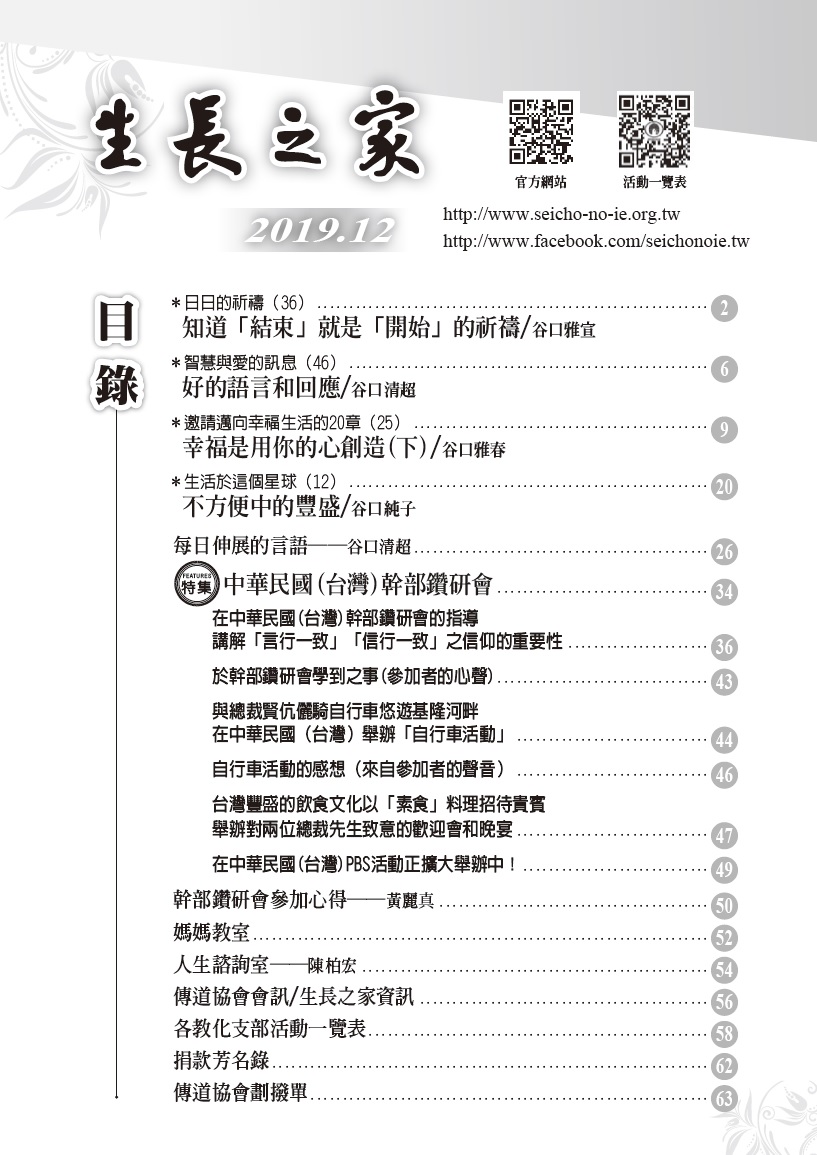 生長之家
官方網站
活動一覽表
2019.12
http://www.seicho-no-ie.org.tw
http://www.facebook.com/seichonoie.tw
目錄
＊日日的祈禱（36） 2
知道「結束」就是「開始」的祈禱/谷口雅宣
＊智慧與愛的訊息（46） 6
好的語言和回應/谷口清超
＊邀請邁向幸福生活的20章（25） 9
幸福是用你的心創造(下)/谷口雅春
＊生活於這個星球（12） 20
不方便中的豐盛/谷口純子
每日伸展的言語——谷口清超 26
FEATURES
特集
中華民國(台灣)幹部鑽研會 34
在中華民國(台灣)幹部鑽研會的指導
講解「言行一致」「信行一致」之信仰的重要性 36
於幹部鑽研會學到之事(參加者的心聲) 43
與總裁賢伉儷騎自行車悠遊基隆河畔
在中華民國（台灣）舉辦「自行車活動」 44
自行車活動的感想（來自參加者的聲音） 46
台灣豐盛的飲食文化以「素食」料理招待貴賓
舉辦對兩位總裁先生致意的歡迎會和晚宴 47
在中華民國(台灣)PBS活動正擴大舉辦中！ 49
幹部鑽研會參加心得——黃麗真 50
媽媽教室 52
人生諮詢室——陳柏宏 54
傳道協會會訊/生長之家資訊 56
各教化支部活動一覽表 58
捐款芳名錄 62
傳道協會劃撥單 63